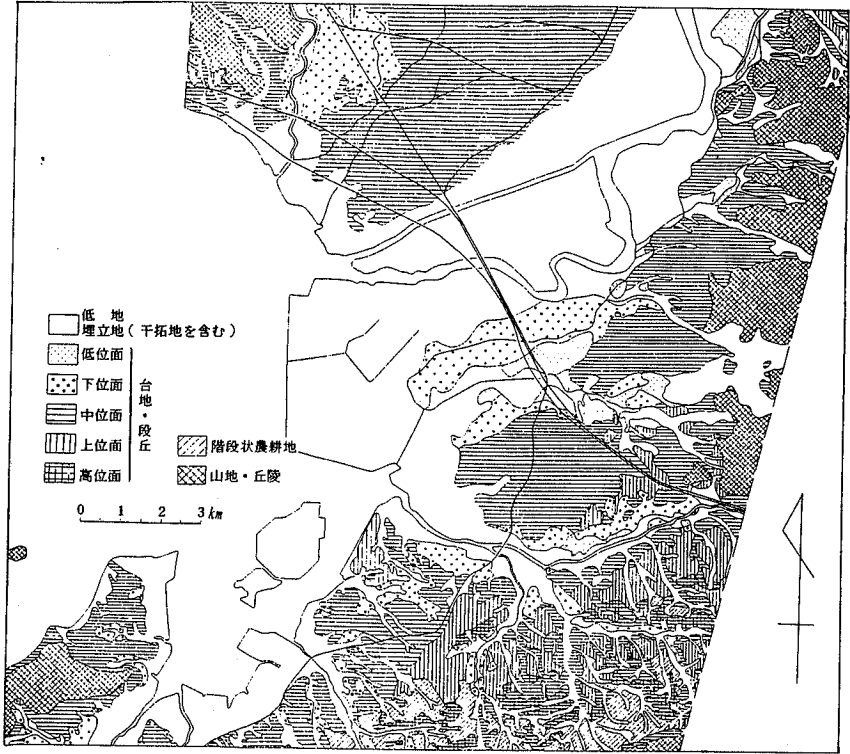 低地
埋立地(干拓地を含む)
低位面
下位面
中位面
上位面
高位面
台地・段丘
階段状農耕地
山地・丘陵
0 1 2 3km